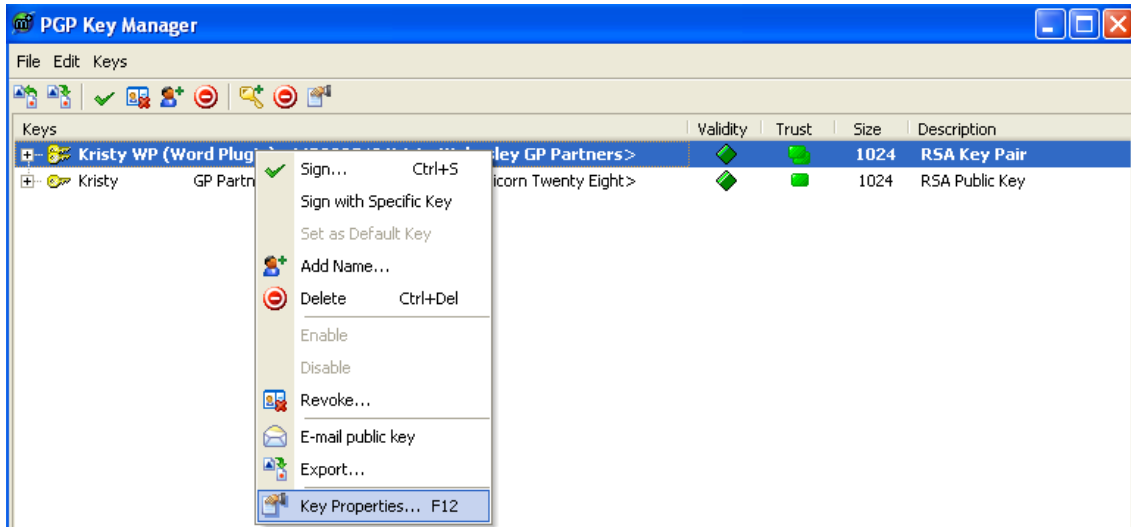 PGP Key Manager
File Edit Keys
Keys Validity Trust Size Description
Kristy WP (Word Plug ley GP Partners> 1024 RSA Key Pair
Kristy GP Partn icorn Twenty Eight> 1024 RSA Public Key
Sign... Ctrl+S
Sign with Specific Key
Set as Default Key
Add Name...
Delete Ctrl+Del
Enable
Disable
Revoke...
E-mail public key
Export...
Key Properties... F12